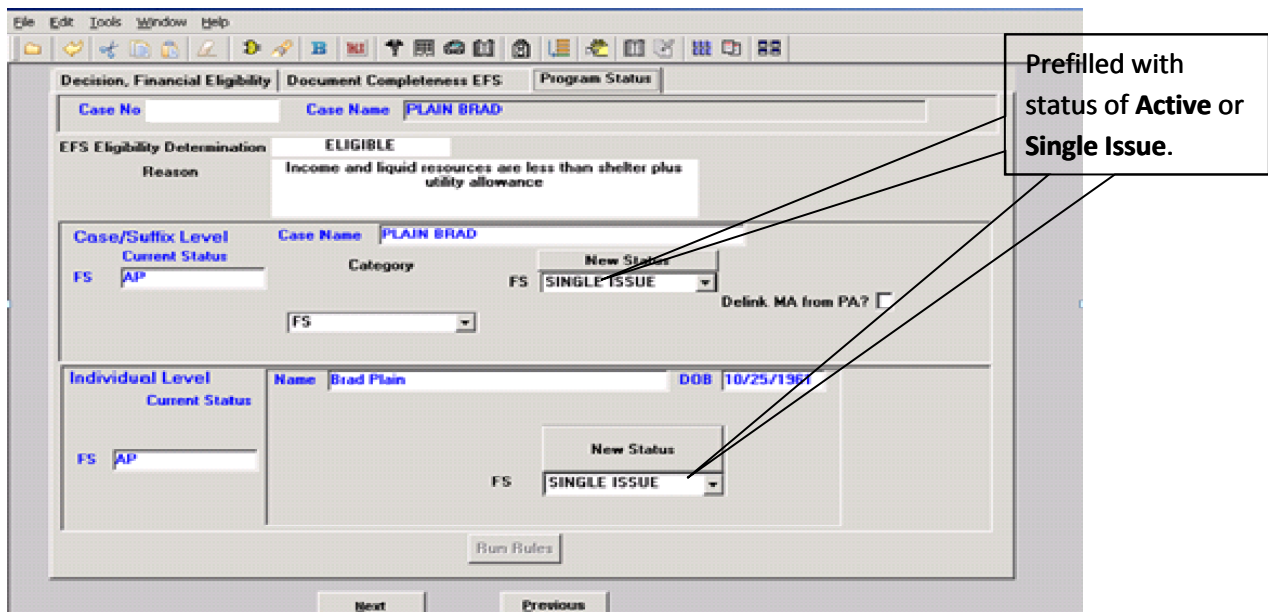 File Edit Tools Window Help
Decision, Financial Eligibility Document Completeness EFS Program Status
Case No Case Name PLAIN BRAD
EFS Eligibility Determination ELIGIBLE
Reason Income and liquid resources are less than shelter plus
utility allowance
Case/Suffix Level Case Name PLAIN BRAD
Current Status Category New Status
FS AP FS SINGLE ISSUE
Delink MA from PA?
FS
Individual Level Name Brad Plain DOB 10/25/1961
Current Status
New Status
FS AP
FS SINGLE ISSUE
Run Rules
Next Previous
Prefilled with
status of Active or
Single Issue.